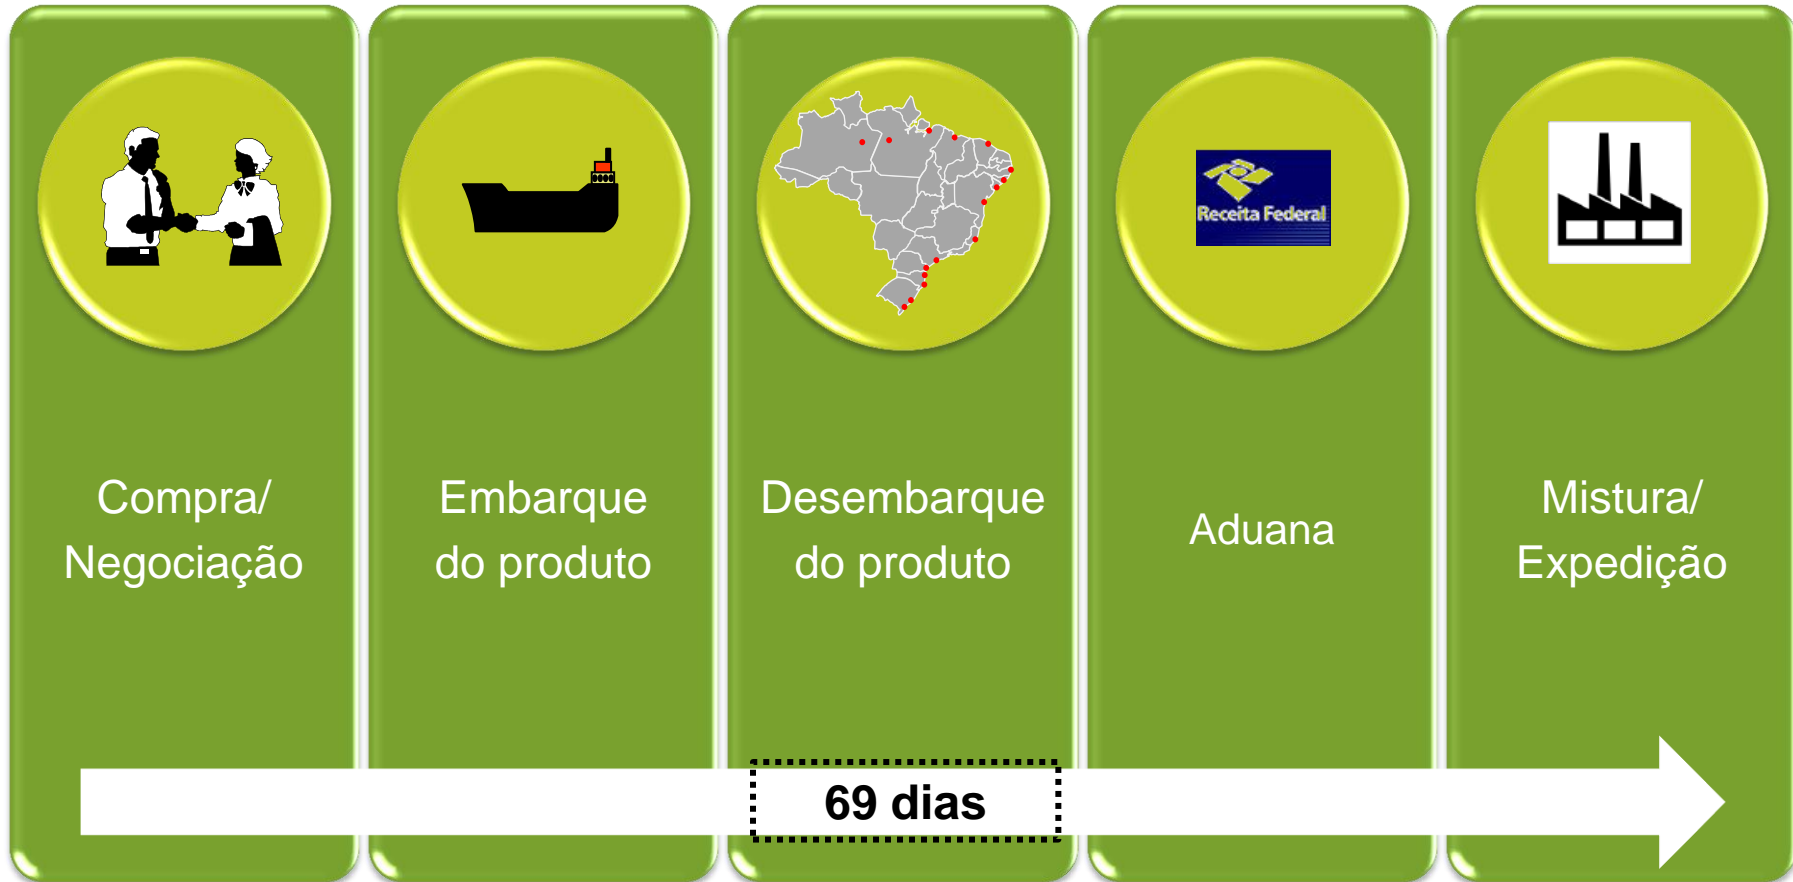 Receita Federal
Compra/
Negociação
Embarque
do produto
Desembarque
do produto
Aduana
Mistura/
Expedição
69 dias